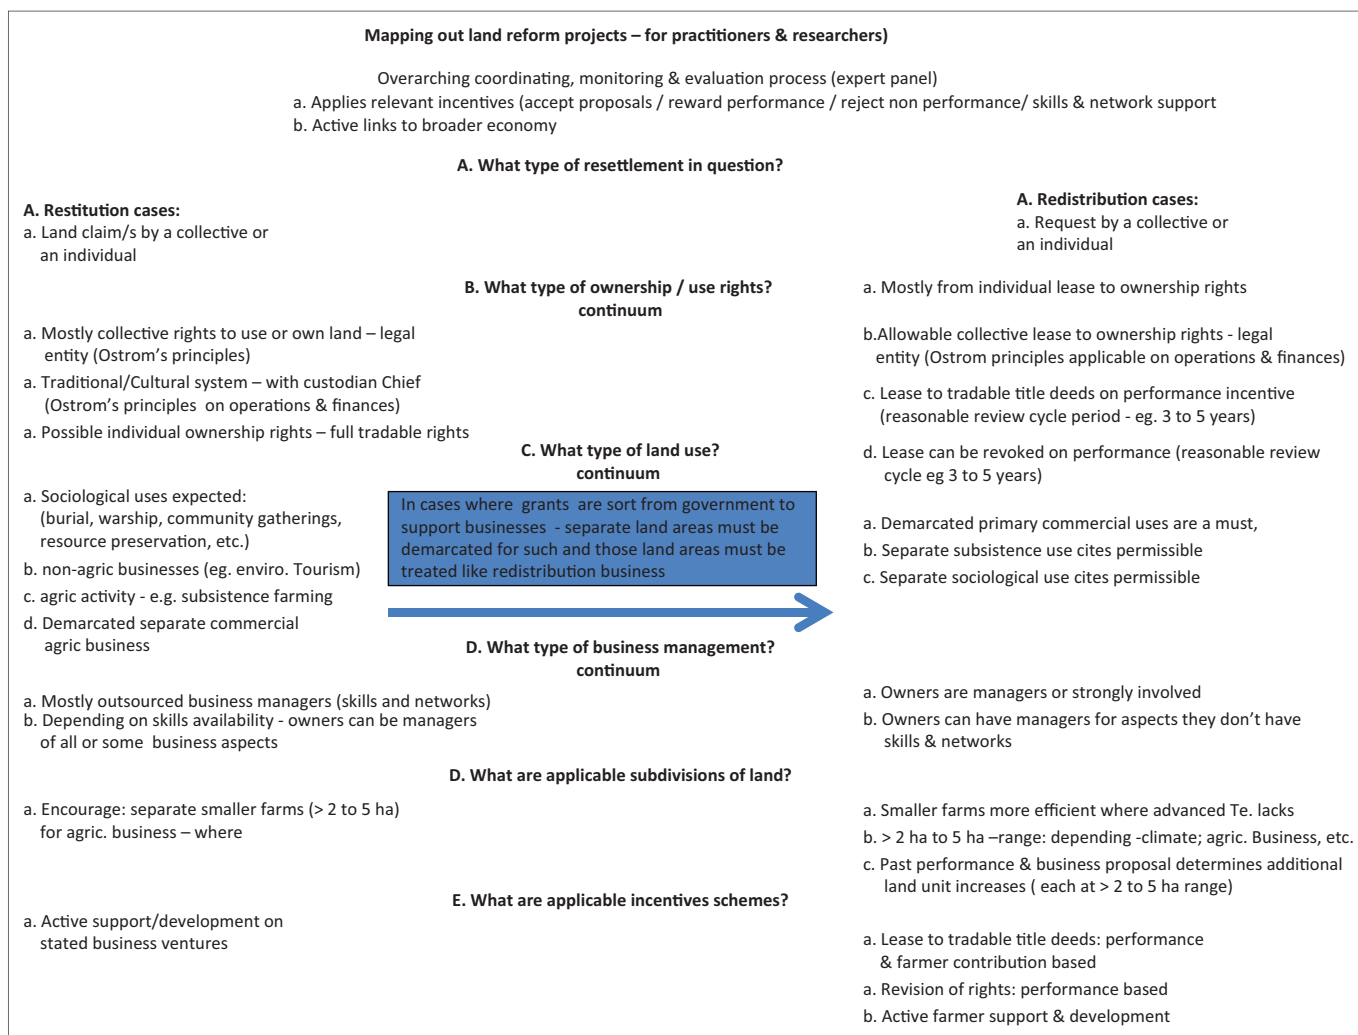 Mapping out land reform projects – for practitioners & researchers)
Overarching coordinating, monitoring & evaluation process (expert panel)
a. Applies relevant incentives (accept proposals / reward performance / reject non performance/ skills & network support
b. Active links to broader economy
A. What type of resettlement in question?
A. Restitution cases:
a. Land claim/s by a collective or
an individual
A. Redistribution cases:
a. Request by a collective or
an individual
B. What type of ownership / use rights?
continuum
a. Mostly collective rights to use or own land – legal
entity (Ostrom's principles)
a. Traditional/Cultural system – with custodian Chief
(Ostrom's principles on operations & finances)
a. Possible individual ownership rights – full tradable rights
a. Mostly from individual lease to ownership rights
b.Allowable collective lease to ownership rights - legal
entity (Ostrom principles applicable on operations & finances)
c. Lease to tradable title deeds on performance incentive
(reasonable review cycle period - eg. 3 to 5 years)
d. Lease can be revoked on performance (reasonable review
cycle eg 3 to 5 years)
C. What type of land use?
continuum
a. Sociological uses expected:
(burial, warship, community gatherings,
resource preservation, etc.)
b. non-agric businesses (eg. enviro. Tourism)
c. agric activity - e.g. subsistence farming
d. Demarcated separate commercial
agric business
In cases where grants are sort from government to
support businesses - separate land areas must be
demarcated for such and those land areas must be
treated like redistribution business
a. Demarcated primary commercial uses are a must,
b. Separate subsistence use cites permissible
c. Separate sociological use cites permissible
D. What type of business management?
continuum
a. Mostly outsourced business managers (skills and networks)
b. Depending on skills availability - owners can be managers
of all or some business aspects
a. Owners are managers or strongly involved
b. Owners can have managers for aspects they don't have
skills & networks
D. What are applicable subdivisions of land?
a. Encourage: separate smaller farms (> 2 to 5 ha)
for agric. business – where
a. Smaller farms more efficient where advanced Te. lacks
b. > 2 ha to 5 ha –range: depending -climate; agric. Business, etc.
c. Past performance & business proposal determines additional
land unit increases ( each at > 2 to 5 ha range)
E. What are applicable incentives schemes?
a. Active support/development on
stated business ventures
a. Lease to tradable title deeds: performance
& farmer contribution based
a. Revision of rights: performance based
b. Active farmer support & development